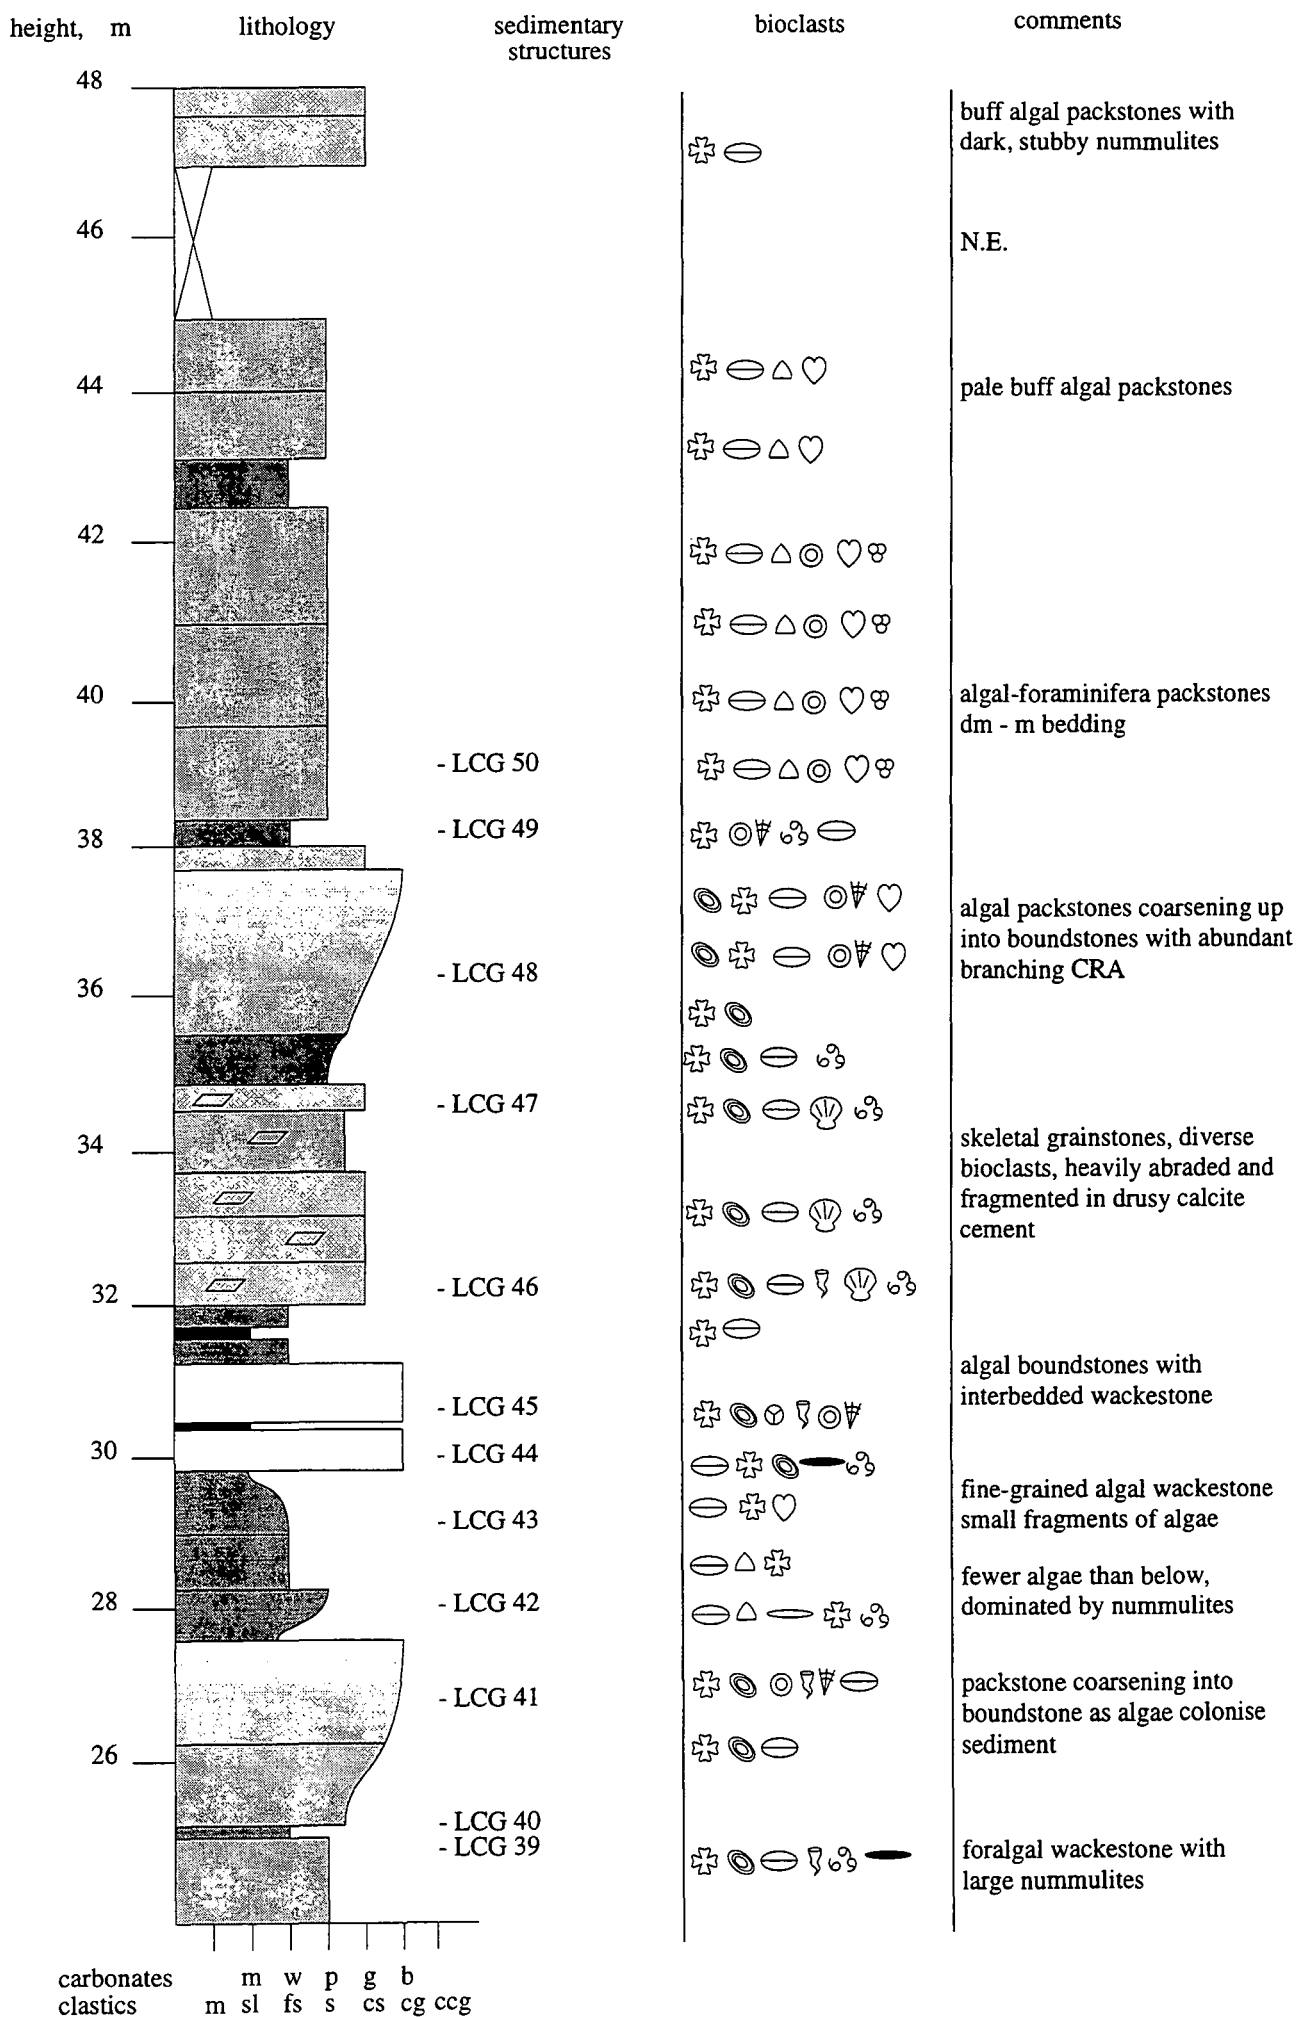 height, m lithology sedimentary bioclasts comments
structures
48
buff algal packstones with
dark, stubby nummulites
46
N.E.
44
pale buff algal packstones
42
40
algal-foraminifera packstones
dm - m bedding
- LCG 50
- LCG 49
38
algal packstones coarsening up
into boundstones with abundant
branching CRA
- LCG 48
36
- LCG 47
34
skeletal grainstones, diverse
bioclasts, heavily abraded and
fragmented in drusy calcite
cement
- LCG 46
32
algal boundstones with
interbedded wackestone
- LCG 45
- LCG 44
30
fine-grained algal wackestone
small fragments of algae
- LCG 43
fewer algae than below,
dominated by nummulites
- LCG 42
28
packstone coarsening into
boundstone as algae colonise
sediment
- LCG 41
26
- LCG 40
- LCG 39
foralgal wackestone with
large nummulites
carbonates m w p g b
clastics m sl fs s cs cg ccg